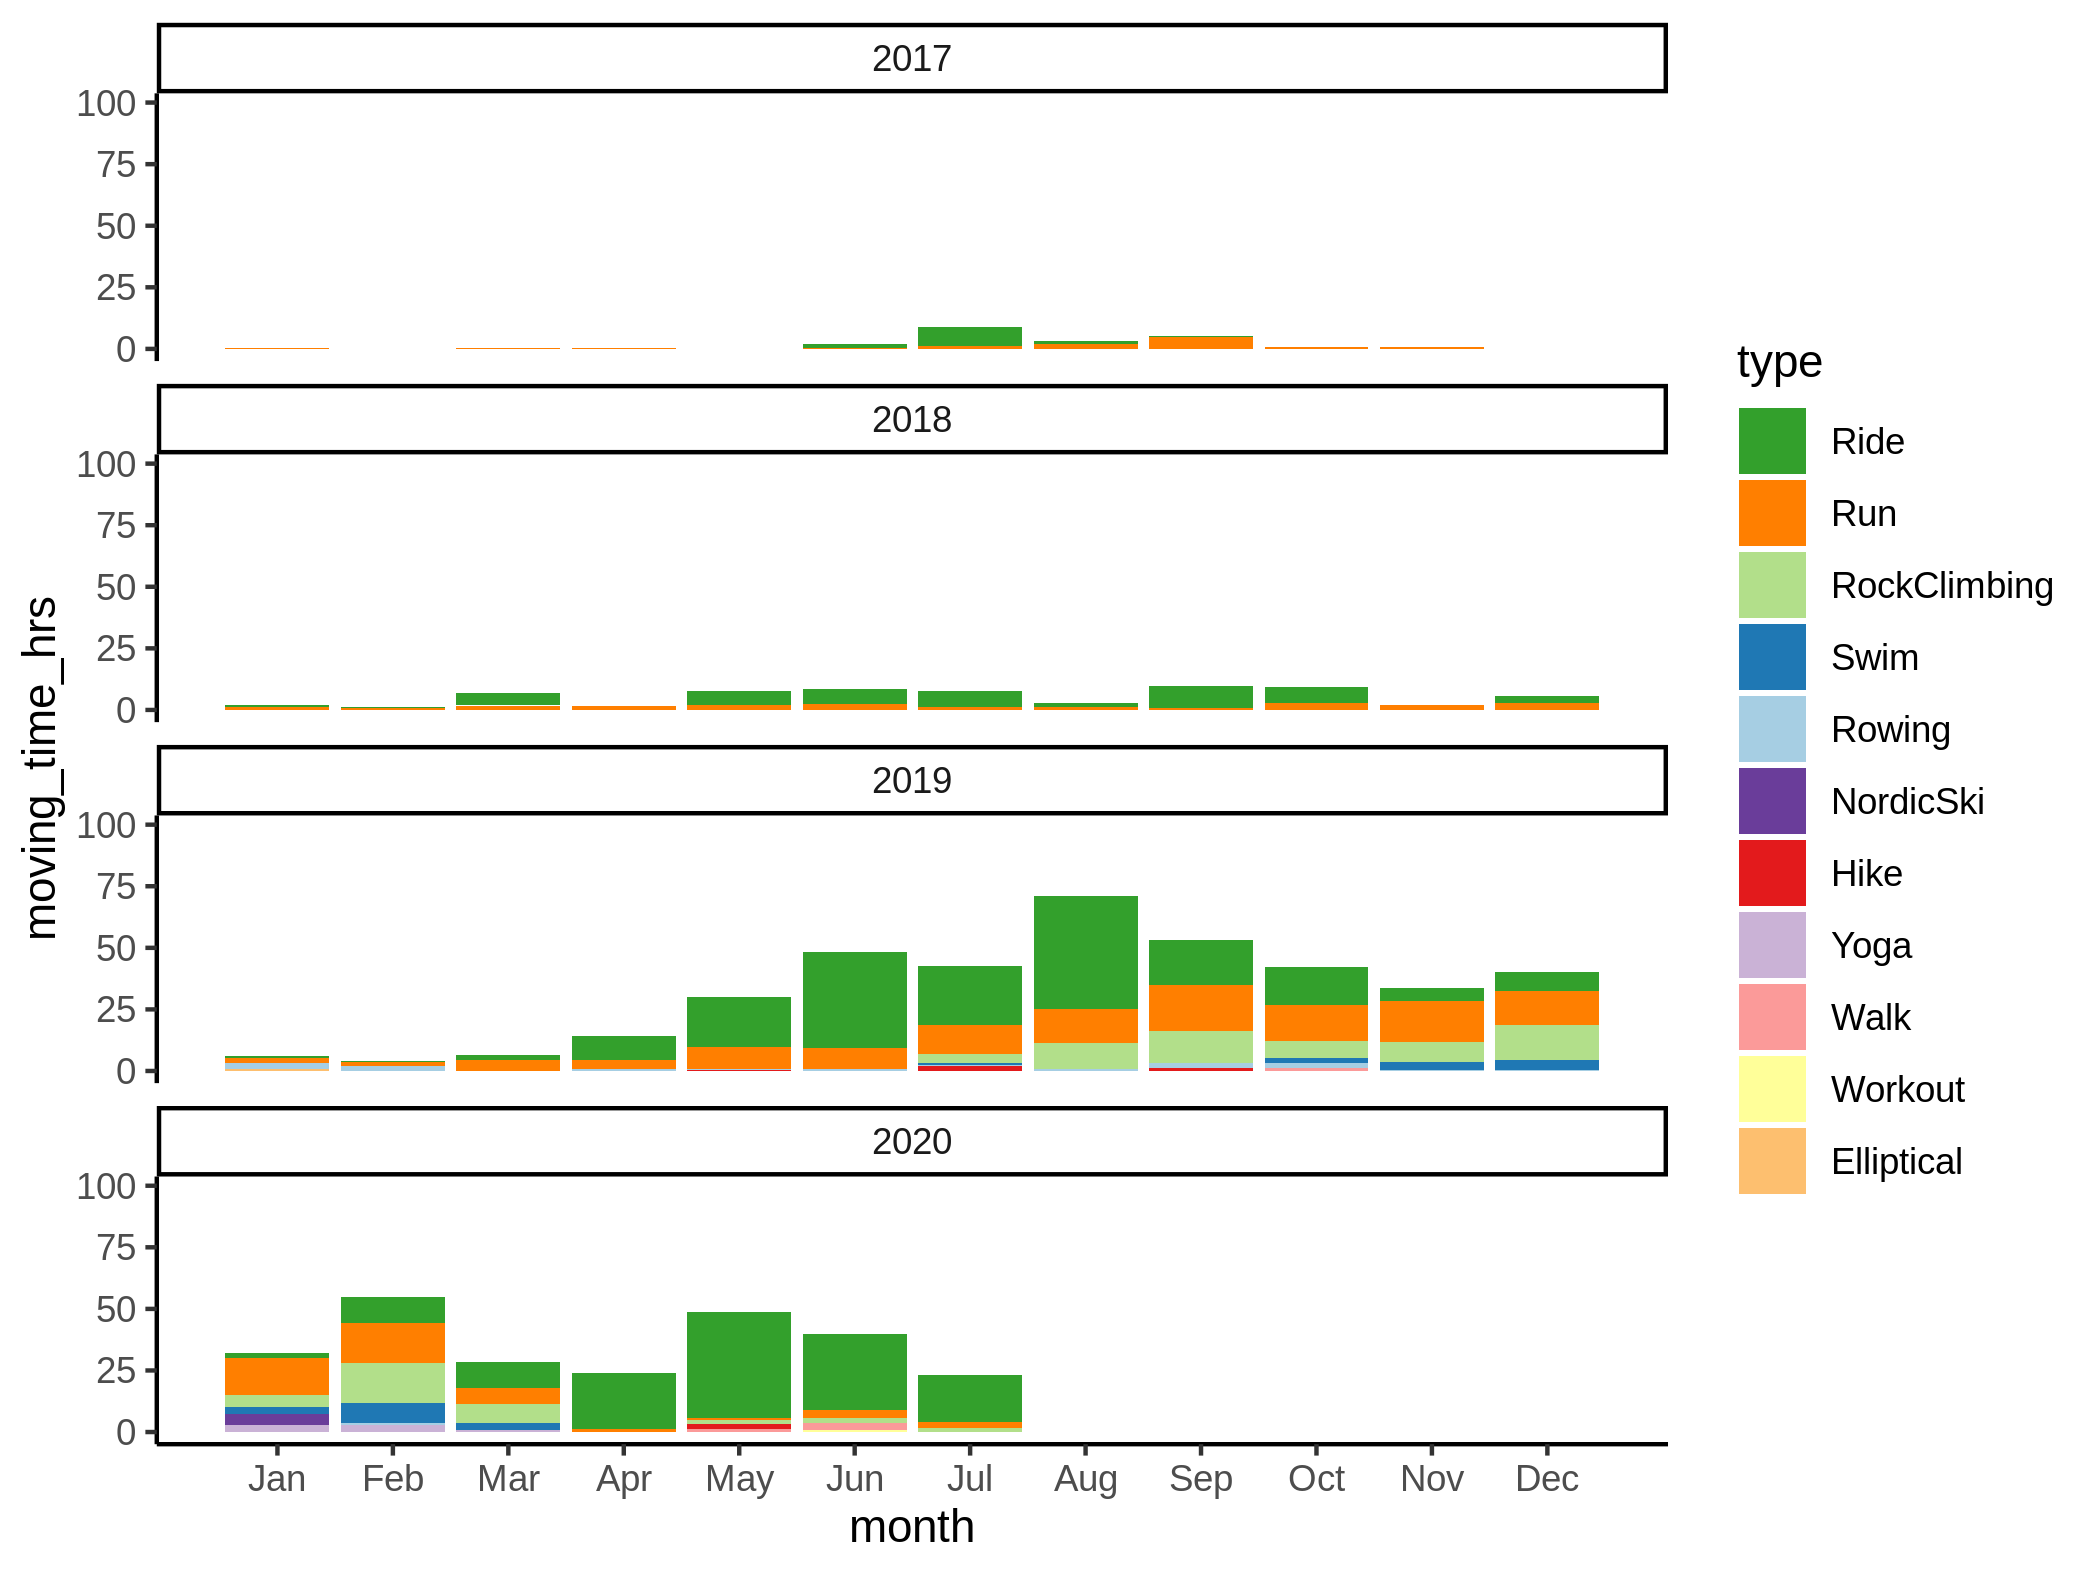 2017
100
75
50
25
0
2018
100
75
50
25
0
2019
100
75
50
25
0
2020
100
75
50
25
0
Jan Feb Mar Apr May Jun Jul Aug Sep Oct Nov Dec
month
moving_time_hrs
type
Ride
Run
RockClimbing
Swim
Rowing
NordicSki
Hike
Yoga
Walk
Workout
Elliptical